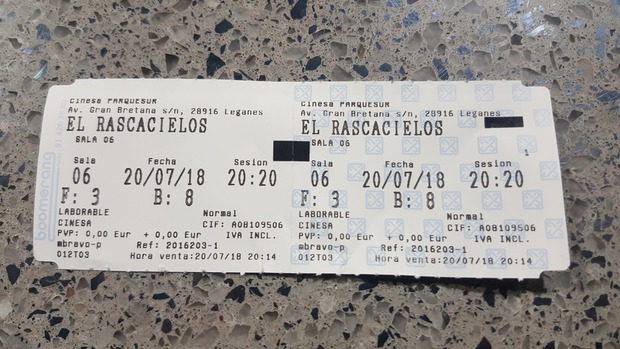 Cinesa PARQUESUR
Av. Gran Bretana s/n, 28916 Leganes
EL RASCACIELOS
SALA 06
Sala Fecha Sesion
06 20/07/18 20:20
F: 3 B: 8
LABORABLE Normal
CINESA CIF: A08109506
PVP: 0,00 Eur + 0,00 Eur IVA INCL.
mbravo-p Ref: 2016203-1
012T03 Hora venta:20/07/18 20:14
boomerang
Cinesa PARQUESUR
Av. Gran Bretana s/n, 28916 Leganes
EL RASCACIELOS
SALA 06
1
Sala Fecha Sesion
06 20/07/18 20:20
F: 3 B: 8
LABORABLE Normal
CINESA CIF: A08109506
PVP: 0,00 Eur + 0,00 Eur IVA INCL.
mbravo-p Ref: 2016203-1
012T03 Hora venta:20/07/18 20:14